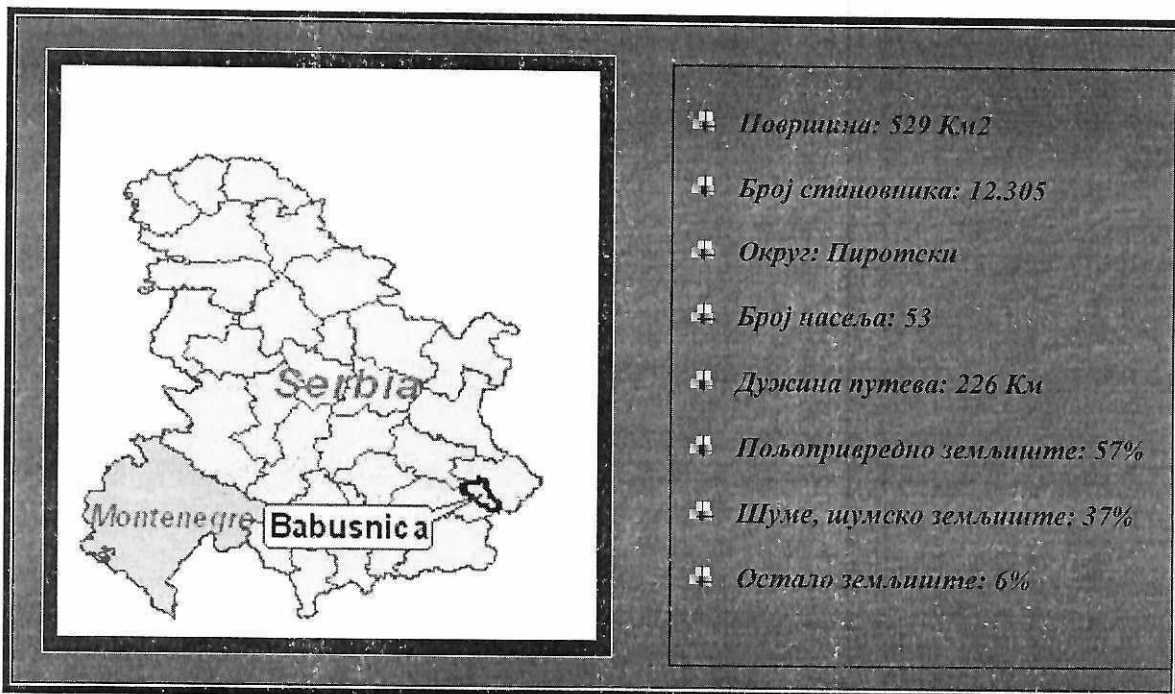 Serbia
Montenegre
Babusnica
Површина: 529 Км2
Број становника: 12.305
Округ: Пиротски
Број насеља: 53
Дужина путева: 226 Км
Пољопривредно земљиште: 57%
Шуме, шумско земљиште: 37%
Остало земљиште: 6%